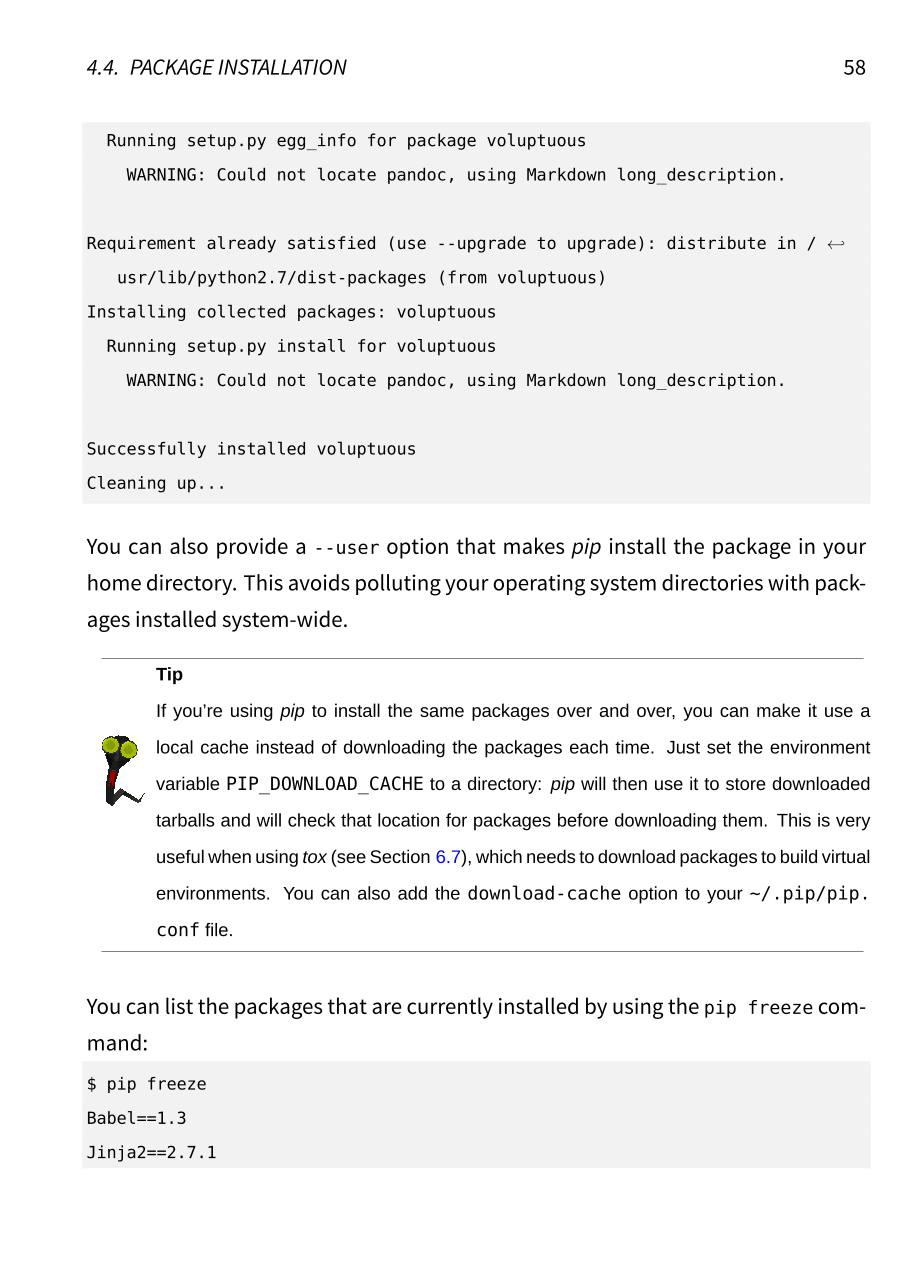 4.4. PACKAGE INSTALLATION 58
Running setup.py egg_info for package voluptuous
WARNING: Could not locate pandoc, using Markdown long_description.
Requirement already satisfied (use --upgrade to upgrade): distribute in / ↩
usr/lib/python2.7/dist-packages (from voluptuous)
Installing collected packages: voluptuous
Running setup.py install for voluptuous
WARNING: Could not locate pandoc, using Markdown long_description.
Successfully installed voluptuous
Cleaning up...
You can also provide a --user option that makes pip install the package in your
home directory. This avoids polluting your operating system directories with pack-
ages installed system-wide.
Tip
If you’re using pip to install the same packages over and over, you can make it use a
local cache instead of downloading the packages each time. Just set the environment
variable PIP_DOWNLOAD_CACHE to a directory: pip will then use it to store downloaded
tarballs and will check that location for packages before downloading them. This is very
useful when using tox (see Section 6.7), which needs to download packages to build virtual
environments. You can also add the download-cache option to your ~/.pip/pip.
conf file.
You can list the packages that are currently installed by using the pip freeze com-
mand:
$ pip freeze
Babel==1.3
Jinja2==2.7.1